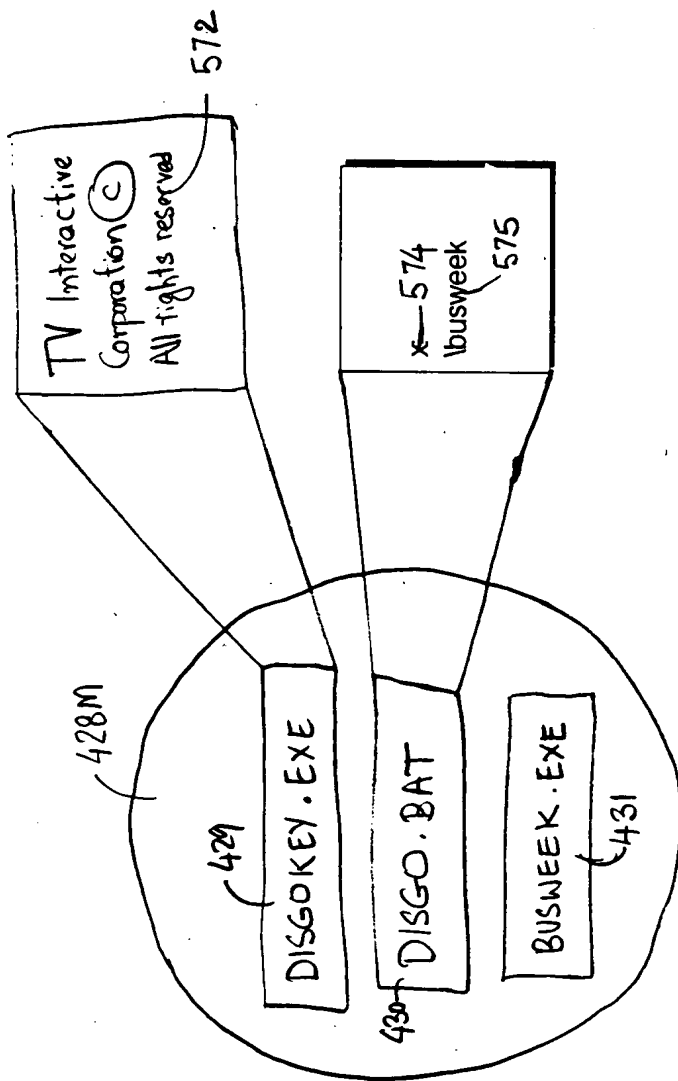 428M
429
DISGOKEY.EXE
430
DISGO.BAT
BUSWEEK.EXE
431
TV Interactive
Corporation (C)
All rights reserved
572
x 574
\busweek
575